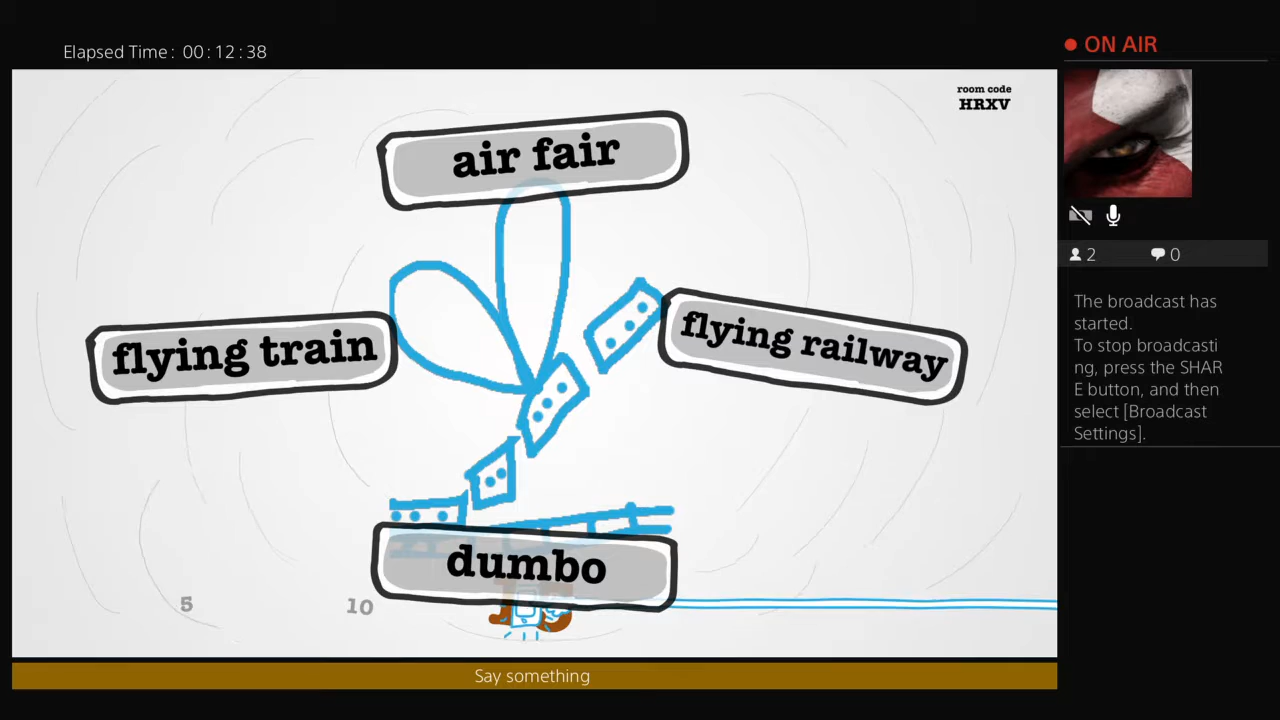 Elapsed Time: 00:12:38
ON AIR
room code
HRXV
air fair
flying train
flying railway
dumbo
5
10
2
0
The broadcast has
started.
To stop broadcasti
ng, press the SHAR
E button, and then
select [Broadcast
Settings].
Say something